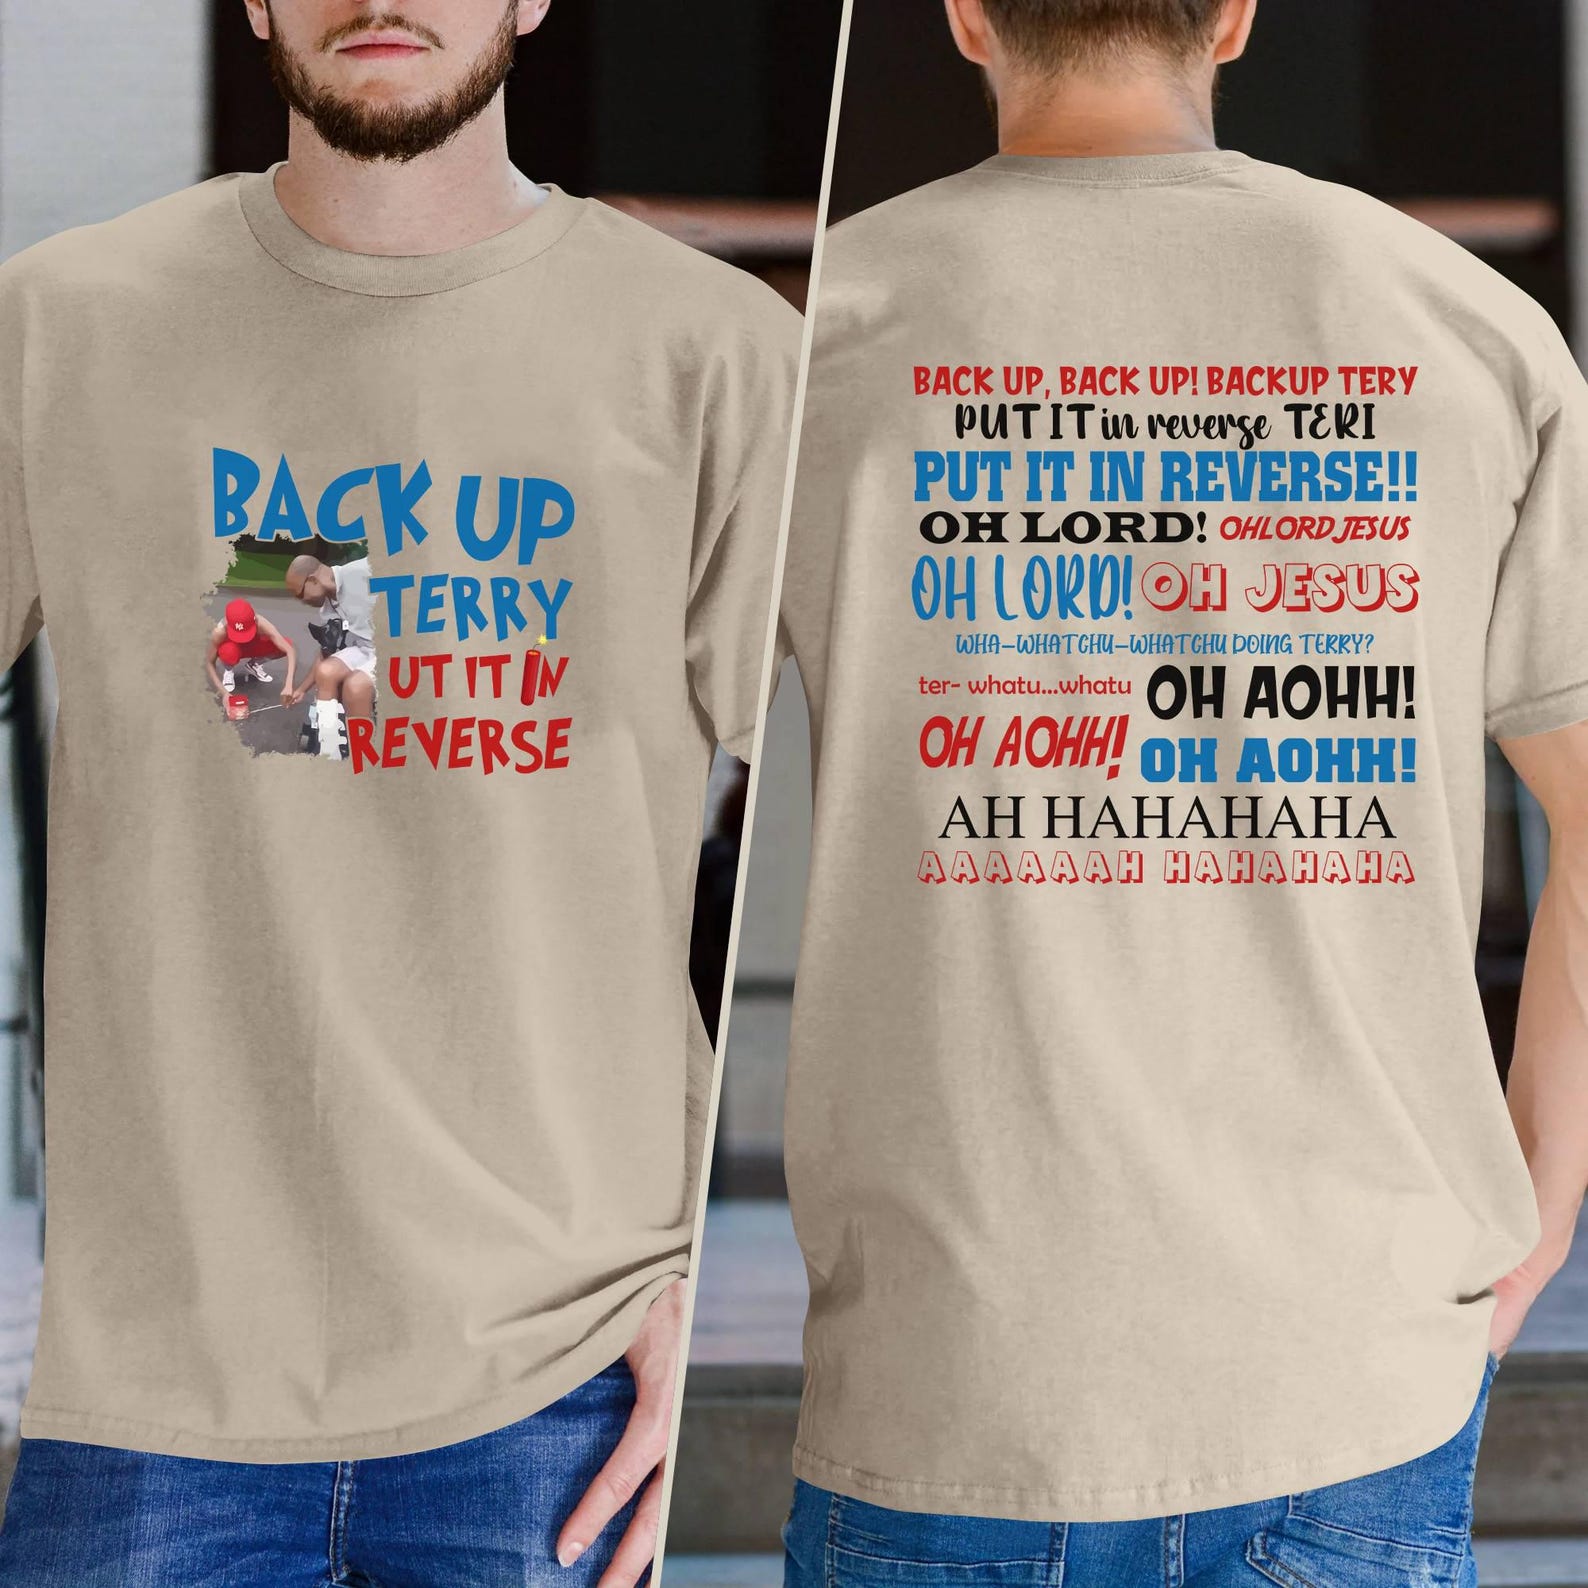 BACK UP
TERRY
UT IT IN
REVERSE
BACK UP, BACK UP! BACKUP TERY
PUT IT in reverse TERI
PUT IT IN REVERSE!!
OH LORD! OHLORD JESUS
OH LORD! OH JESUS
WHA-WHATCHU-WHATCHU DOING TERRY?
ter- whatu...whatu OH AOHH!
OH AOHH! OH AOHH!
AH HAHAHAHA
AAAAAAH HAHAHAHA